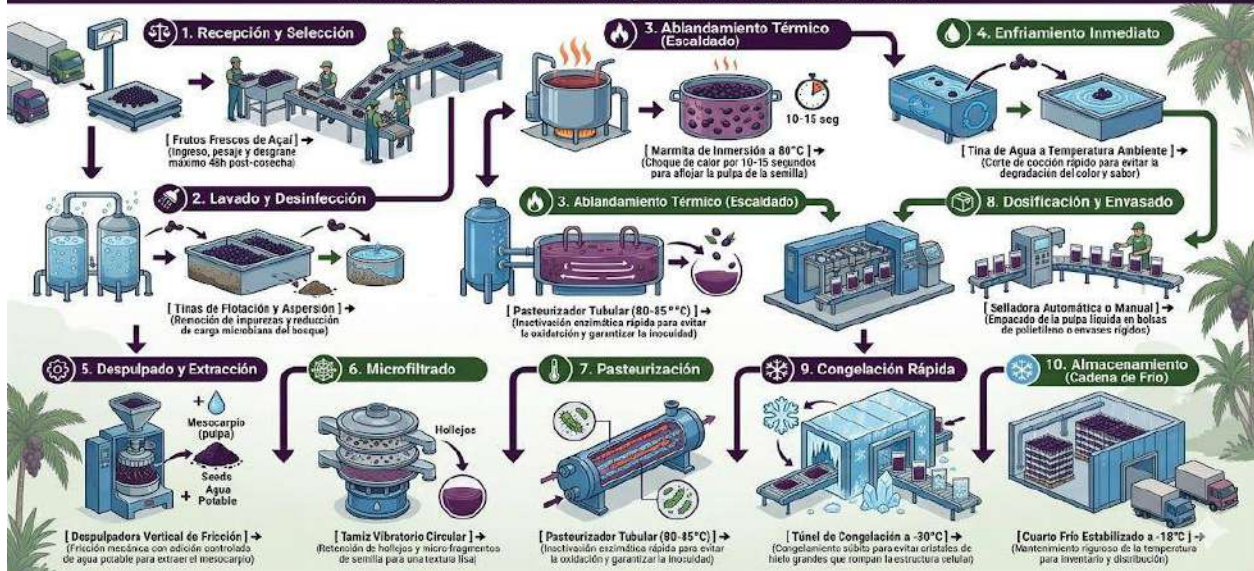 1. Recepción y Selección
[ Frutos Frescos de Açaí ] →
(Ingreso, pesaje y desgrane
máximo 48h post-cosecha)
2. Lavado y Desinfección
[ Tinas de Flotación y Aspersión ] →
(Remoción de impurezas y reducción
de carga microbiana del bosque)
3. Ablandamiento Térmico
(Escaldado)
10-15 seg
[ Marmita de Inmersión a 80°C ] →
(Choque de calor por 10-15 segundos
para aflojar la pulpa de la semilla)
4. Enfriamiento Inmediato
[ Tina de Agua a Temperatura Ambiente ] →
(Corte de cocción rápido para evitar la
degradación del color y sabor)
3. Ablandamiento Térmico (Escaldado)
[ Pasteurizador Tubular (80-85°°C) ] →
(Inactivación enzimática rápida para evitar
la oxidación y garantizar la inocuidad)
8. Dosificación y Envasado
[ Selladora Automática o Manual ] →
(Empacado de la pulpa líquida en bolsas
de polietileno o envases rígidos)
5. Despulpado y Extracción
+
Mesocarpio
(pulpa)
Seeds
+ Agua
Potable
[ Despulpadora Vertical de Fricción ] →
(Fricción mecánica con adición controlado
de agua potable para extraer el mesocarpio)
6. Microfiltrado
Hollejos
[ Tamiz Vibratorio Circular ] →
(Retención de hollejos y micro-fragmentos
de semilla para una textura lisa)
7. Pasteurización
[ Pasteurizador Tubular (80-85°C) ] →
(Inactivación enzimática rápida para evitar
la oxidación y garantizar la inocuidad)
9. Congelación Rápida
[ Túnel de Congelación a -30°C ] →
(Congelamiento súbito para evitar cristales de
hielo grandes que rompan la estructura celular)
10. Almacenamiento
(Cadena de Frío)
[ Cuarto Frío Estabilizado a -18°C ] →
(Mantenimiento riguroso de la temperatura
para inventario y distribución)